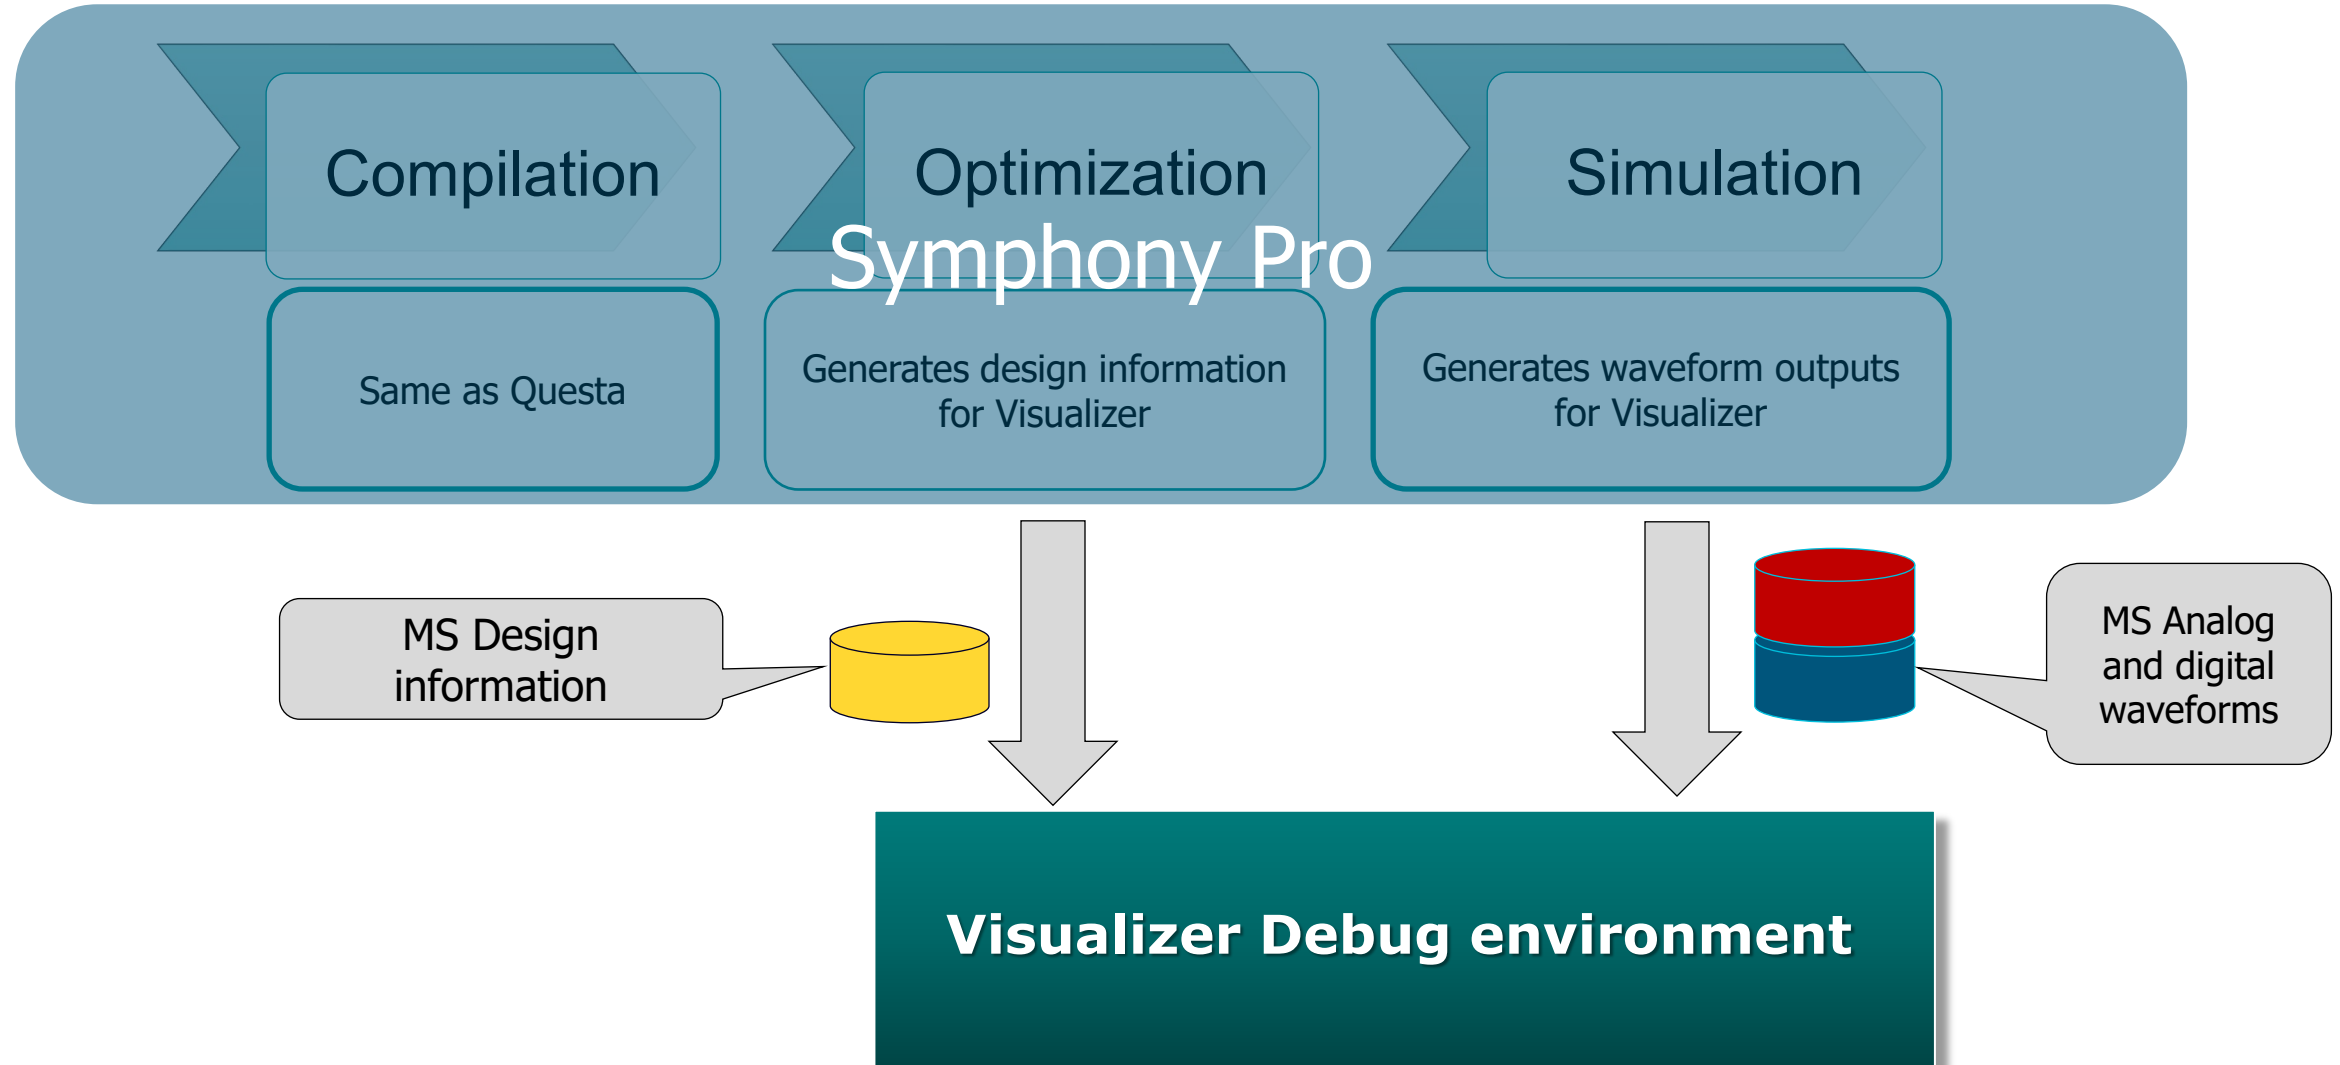 Compilation
Optimization
Simulation
Symphony Pro
Same as Questa
Generates design information
for Visualizer
Generates waveform outputs
for Visualizer
MS Design
information
MS Analog
and digital
waveforms
Visualizer Debug environment